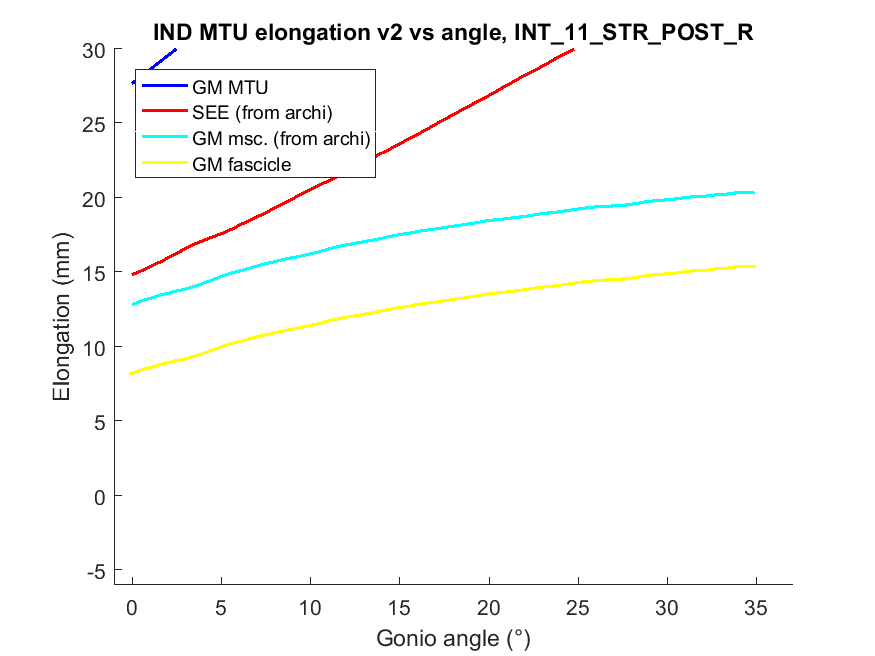 IND MTU elongation v2 vs angle, INT_11_STR_POST_R
30
25
20
15
10
5
0
-5
Elongation (mm)
GM MTU
SEE (from archi)
GM msc. (from archi)
GM fascicle
0 5 10 15 20 25 30 35
Gonio angle (°)